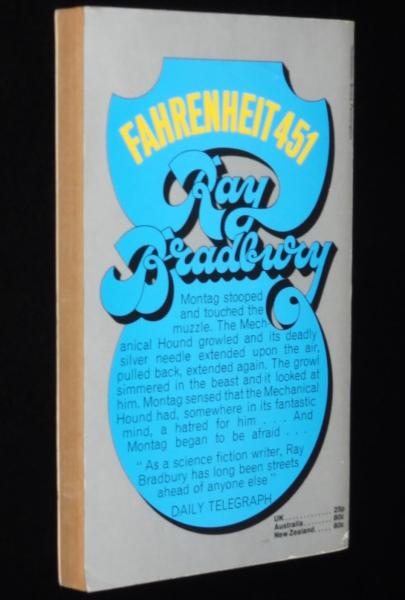 FAHRENHEIT 451
Ray
Bradbury
Montag stooped
and touched the
muzzle. The Mech-
anical Hound growled and its deadly
silver needle extended upon the air,
pulled back, extended again. The growl
simmered in the beast and it looked at
him. Montag sensed that the Mechanical
Hound had, somewhere in its fantastic
mind, a hatred for him . . . And
Montag began to be afraid . . .
"As a science fiction writer, Ray
Bradbury has long been streets
ahead of anyone else"
DAILY TELEGRAPH
UK . . . . . . . . . . . . 25p
Australia . . . . . . . . 80c
New Zealand . . . . 80c